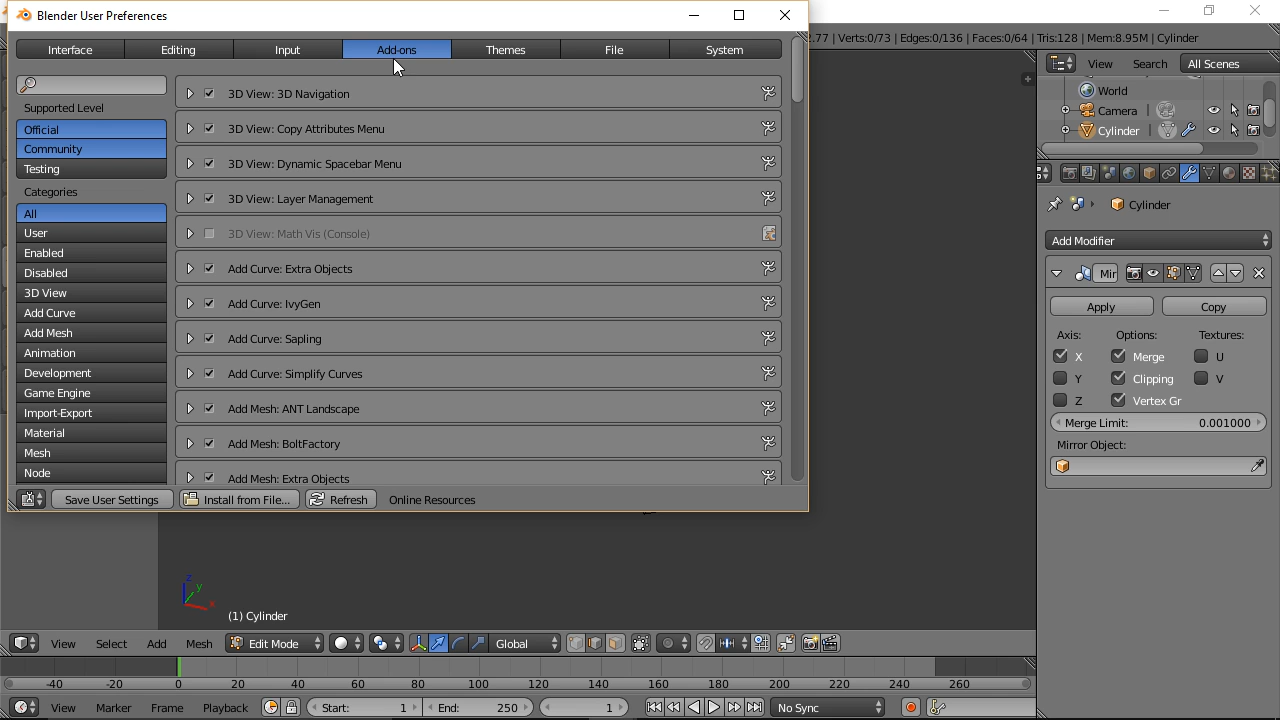 Blender User Preferences
Interface Editing Input Add-ons Themes File System
.77 | Verts:0/73 | Edges:0/136 | Faces:0/64 | Tris:128 | Mem:8.95M | Cylinder
View Search All Scenes
World
Camera
Cylinder
Supported Level
Official
Community
Testing
Categories
All
User
Enabled
Disabled
3D View
Add Curve
Add Mesh
Animation
Development
Game Engine
Import-Export
Material
Mesh
Node
3D View: 3D Navigation
3D View: Copy Attributes Menu
3D View: Dynamic Spacebar Menu
3D View: Layer Management
3D View: Math Vis (Console)
Add Curve: Extra Objects
Add Curve: IvyGen
Add Curve: Sapling
Add Curve: Simplify Curves
Add Mesh: ANT Landscape
Add Mesh: BoltFactory
Add Mesh: Extra Objects
Save User Settings Install from File... Refresh Online Resources
Cylinder
Add Modifier
Mir
Apply Copy
Axis: Options: Textures:
X Merge U
Y Clipping V
Z Vertex Gr
Merge Limit: 0.001000
Mirror Object:
z
y
x
(1) Cylinder
View Select Add Mesh Edit Mode Global
-40 -20 0 20 40 60 80 100 120 140 160 180 200 220 240 260
View Marker Frame Playback Start: 1 End: 250 1 No Sync